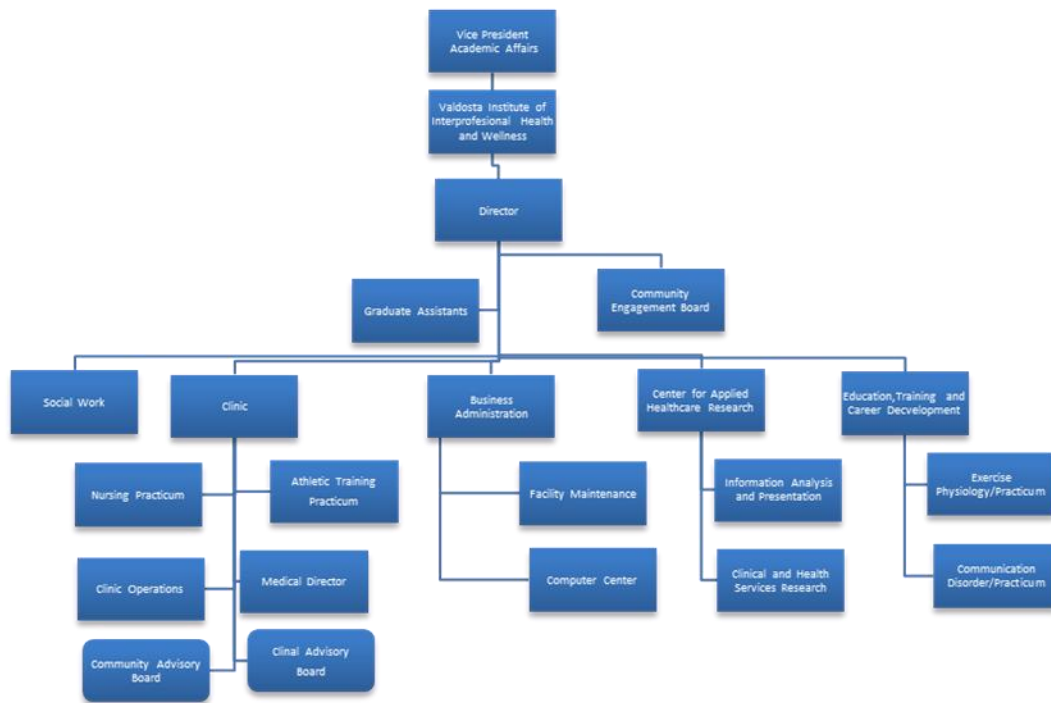 Vice President
Academic Affairs
Valdosta Institute of
Interprofesional Health
and Wellness
Director
Graduate Assistants
Community
Engagement Board
Social Work
Clinic
Business
Administration
Center for Applied
Healthcare Research
Education,Training and
Career Decvelopment
Nursing Practicum
Athletic Training
Practicum
Facility Maintenance
Information Analysis
and Presentation
Exercise
Physiology/Practicum
Clinic Operations
Medical Director
Computer Center
Clinical and Health
Services Research
Communication
Disorder/Practicum
Community Advisory
Board
Clinal Advisory
Board